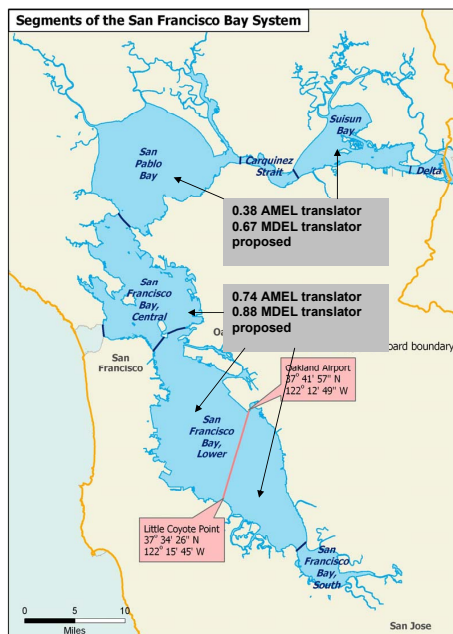 Segments of the San Francisco Bay System
Suisun
Bay
San
Pablo
Bay
Carquinez
Strait
Delta
0.38 AMEL translator
0.67 MDEL translator
proposed
San
Francisco
Bay,
Central
0.74 AMEL translator
0.88 MDEL translator
proposed
Oa
oard boundary
San
Francisco
Oakland Airport
37° 41' 57" N
122° 12' 49" W
San
Francisco
Bay,
Lower
Little Coyote Point
37° 34' 26" N
122° 15' 45' W
San
Francisco
Bay,
South
0 5 10
Miles
San Jose